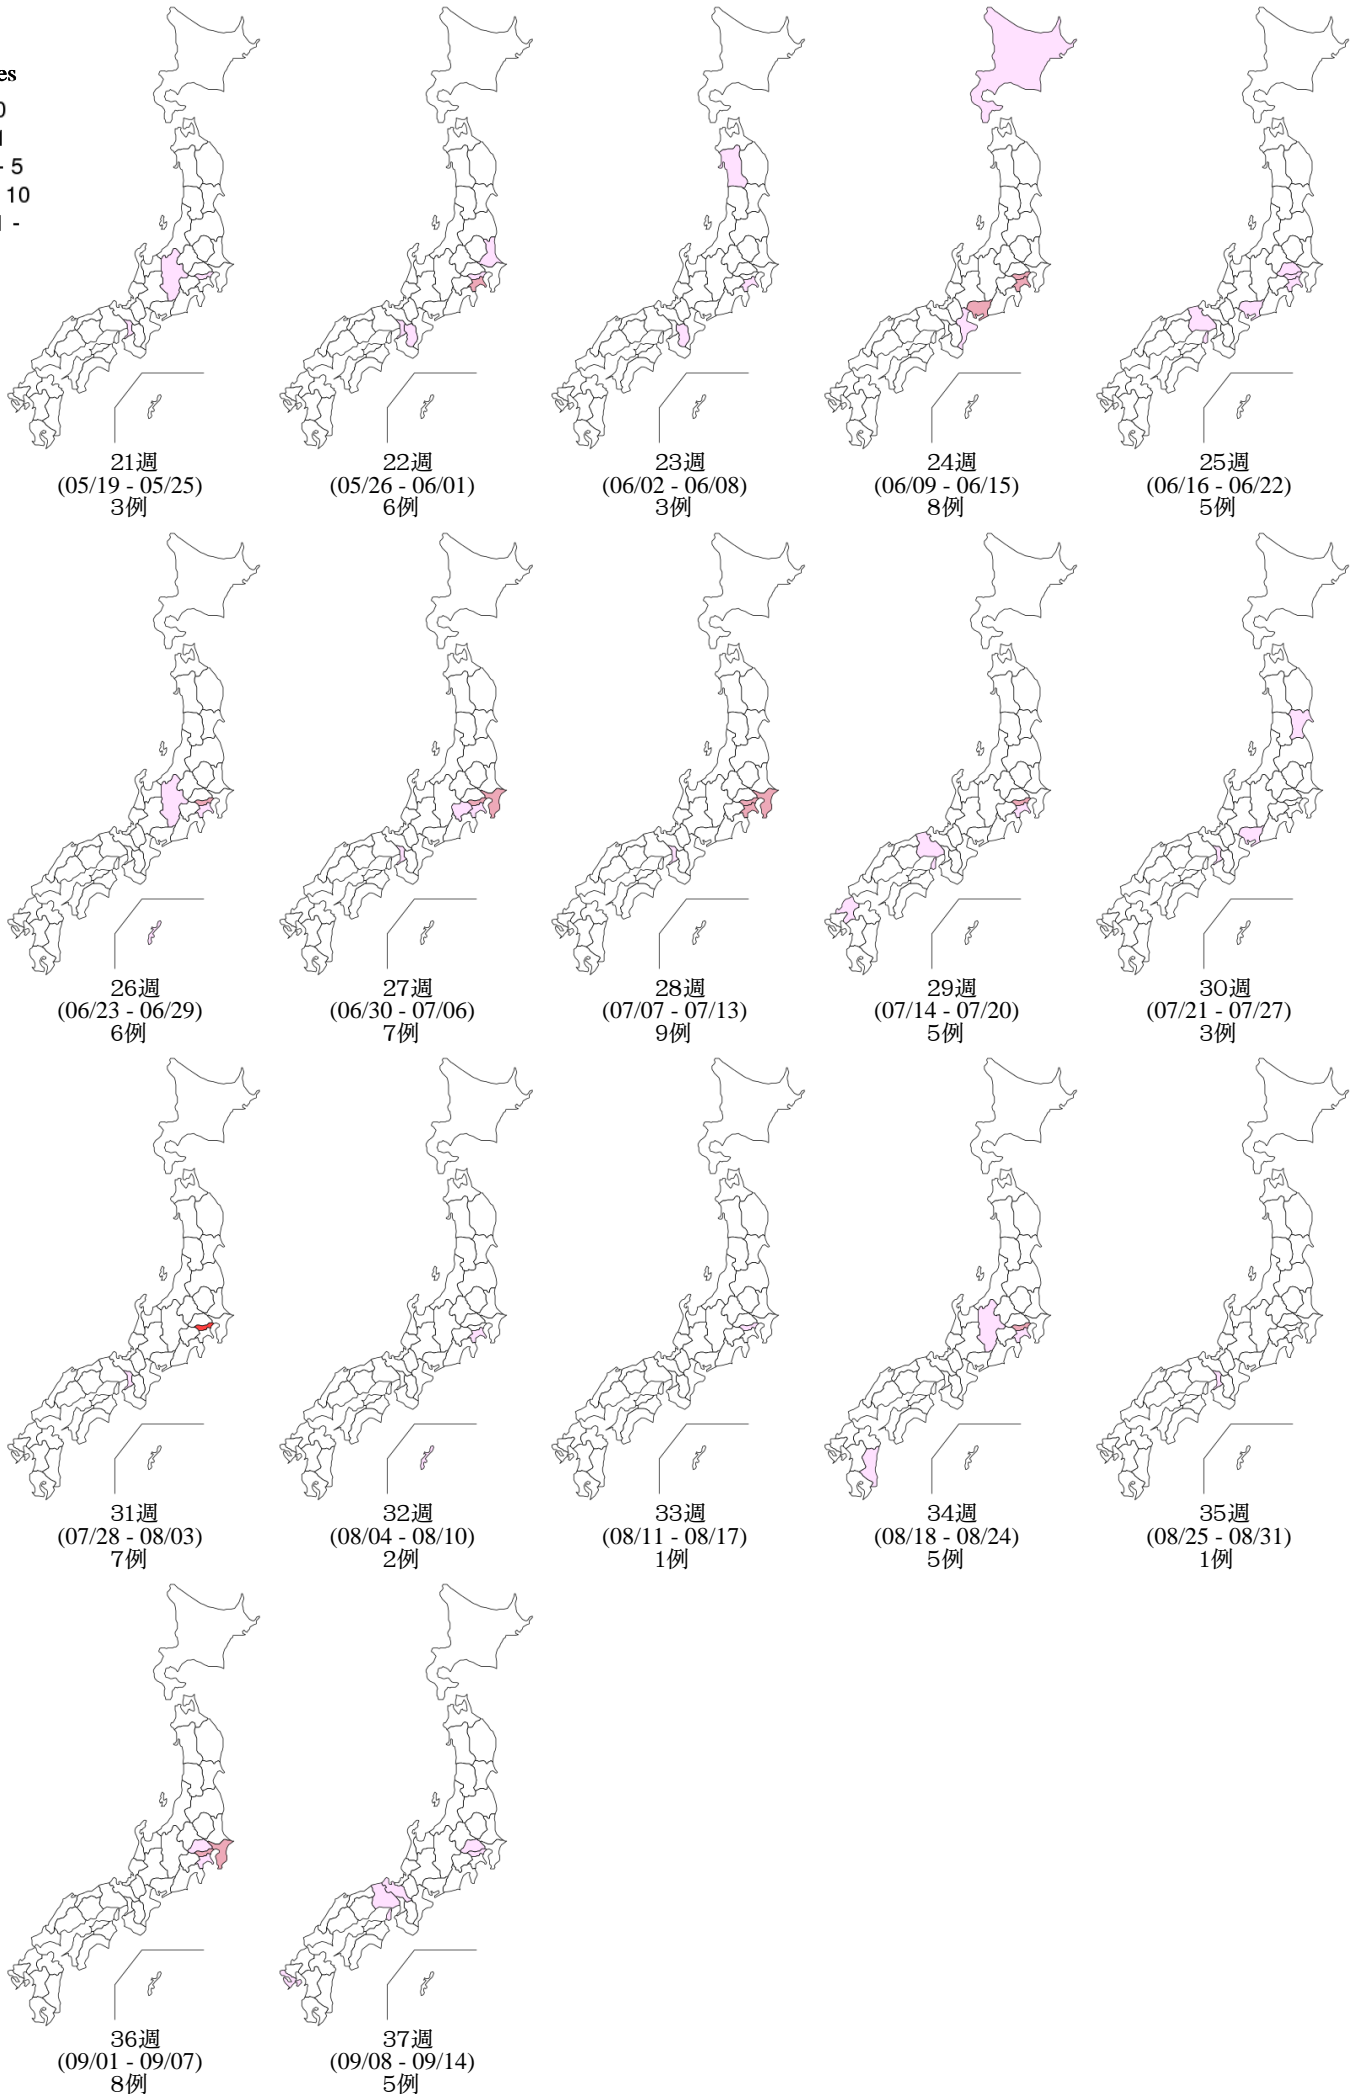 es
0
1
- 5
10
1 -
21週
(05/19 - 05/25)
3例
22週
(05/26 - 06/01)
6例
23週
(06/02 - 06/08)
3例
24週
(06/09 - 06/15)
8例
25週
(06/16 - 06/22)
5例
26週
(06/23 - 06/29)
6例
27週
(06/30 - 07/06)
7例
28週
(07/07 - 07/13)
9例
29週
(07/14 - 07/20)
5例
30週
(07/21 - 07/27)
3例
31週
(07/28 - 08/03)
7例
32週
(08/04 - 08/10)
2例
33週
(08/11 - 08/17)
1例
34週
(08/18 - 08/24)
5例
35週
(08/25 - 08/31)
1例
36週
(09/01 - 09/07)
8例
37週
(09/08 - 09/14)
5例